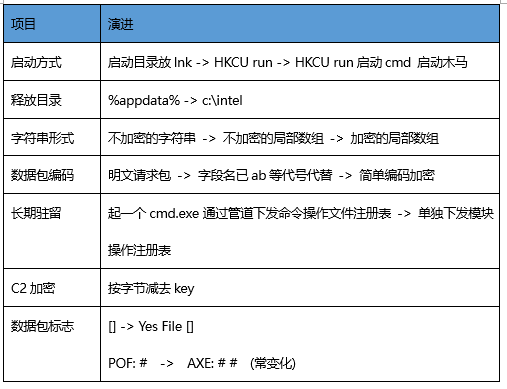 项目 演进
启动方式 启动目录放 lnk -> HKCU run -> HKCU run 启动 cmd 启动木马
释放目录 %appdata% -> c:\intel
字符串形式 不加密的字符串 -> 不加密的局部数组 -> 加密的局部数组
数据包编码 明文请求包 -> 字段名已 ab 等代号代替 -> 简单编码加密
长期驻留 起一个 cmd.exe 通过管道下发命令操作文件注册表 -> 单独下发模块
操作注册表
C2 加密 按字节减去 key
数据包标志 [] -> Yes File []
POF: # -> AXE: # # (常变化)